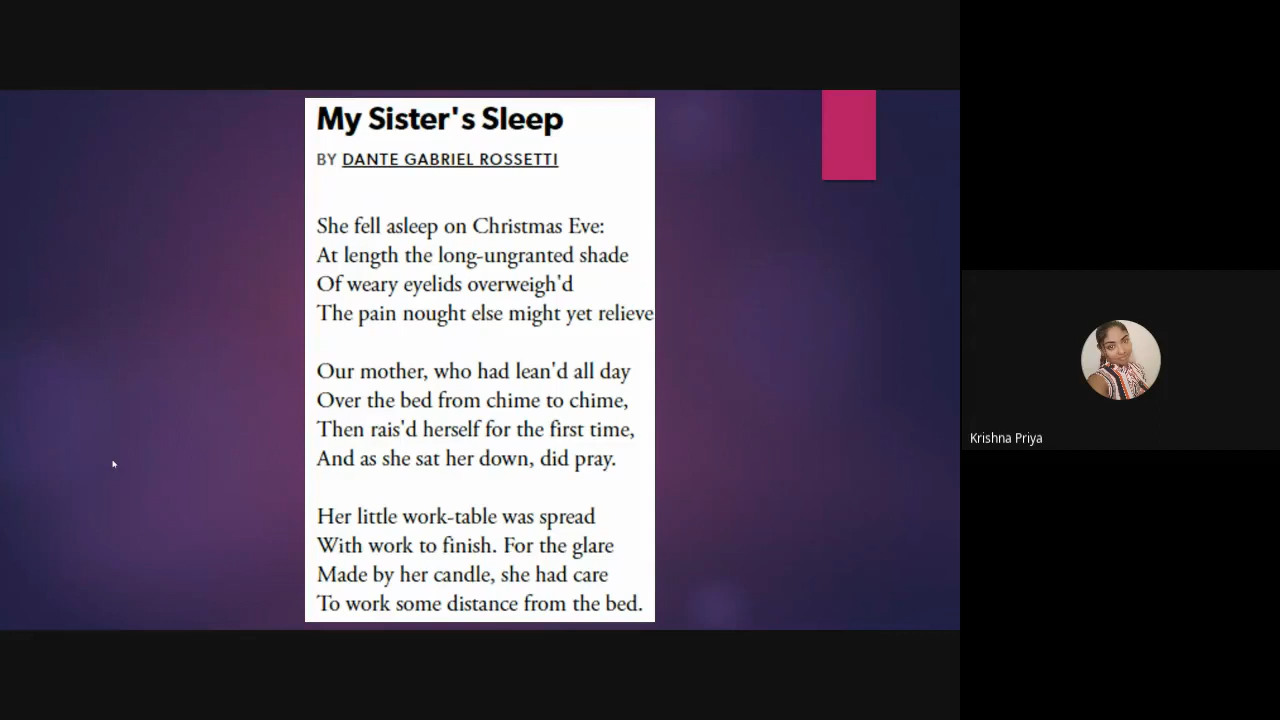 My Sister's Sleep
BY DANTE GABRIEL ROSSETTI
She fell asleep on Christmas Eve:
At length the long-ungranted shade
Of weary eyelids overweigh'd
The pain nought else might yet relieve
Our mother, who had lean'd all day
Over the bed from chime to chime,
Then rais'd herself for the first time,
And as she sat her down, did pray.
Her little work-table was spread
With work to finish. For the glare
Made by her candle, she had care
To work some distance from the bed.
Krishna Priya